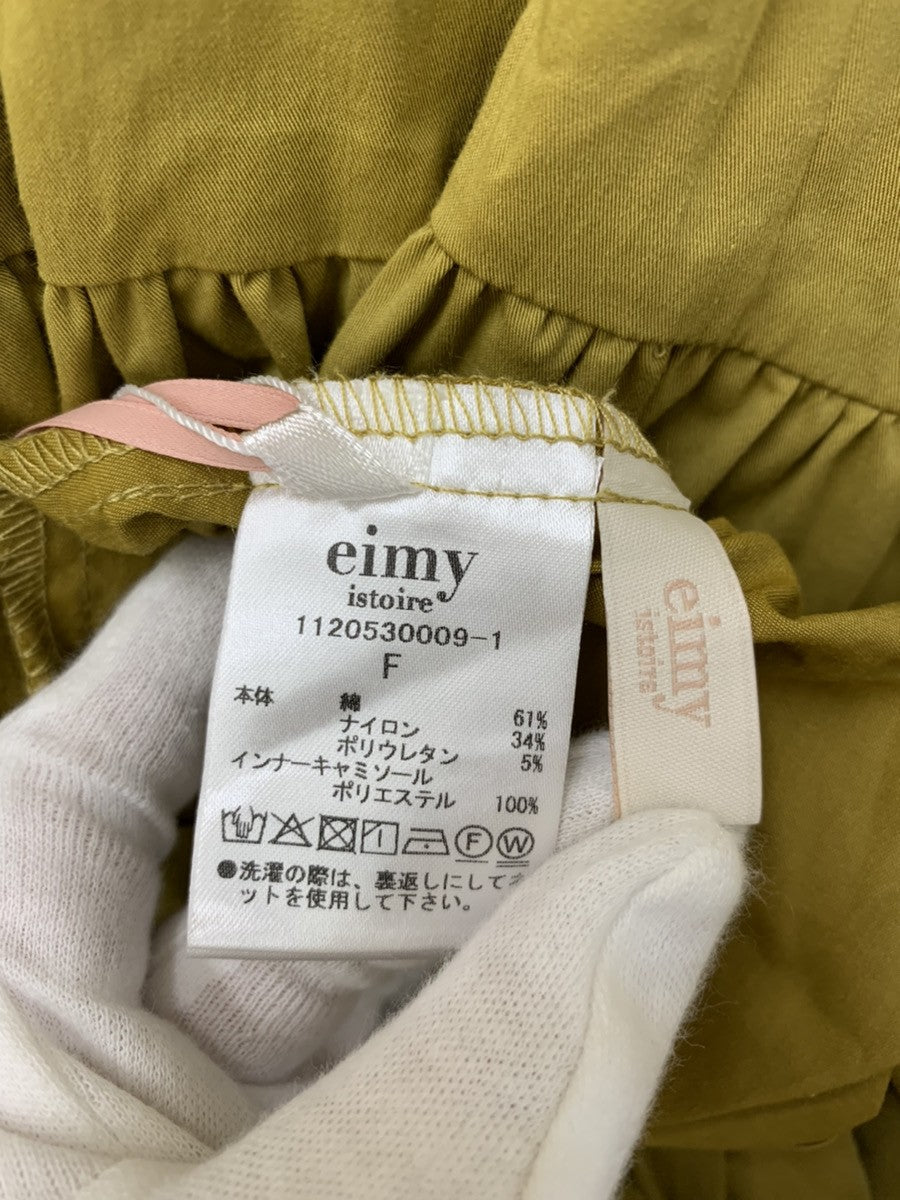 eimy
istoire
1120530009-1
F
本体 綿 61%
ナイロン 34%
ポリウレタン 5%
インナーキャミソール
ポリエステル 100%
F W
●洗濯の際は、裏返しにしてネ
ットを使用して下さい。
eimy
istoire